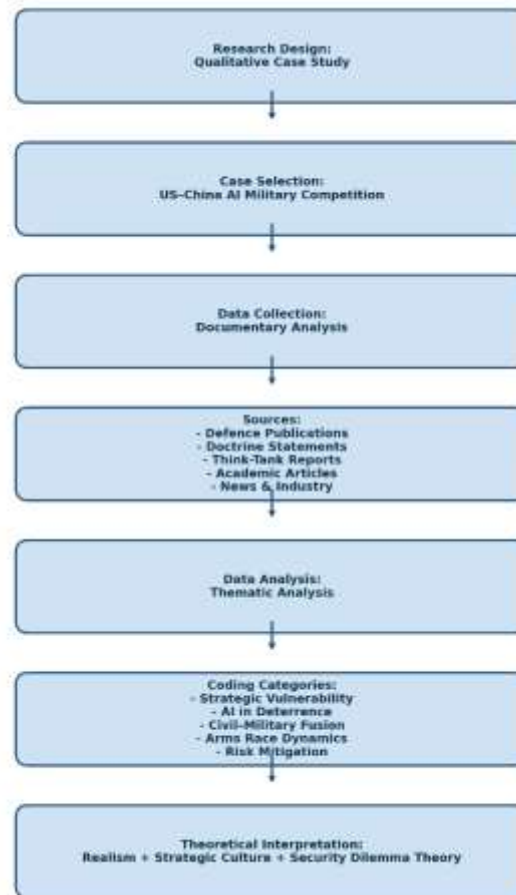 Research Design:
Qualitative Case Study
Case Selection:
US–China AI Military Competition
Data Collection:
Documentary Analysis
Sources:
- Defence Publications
- Doctrine Statements
- Think-Tank Reports
- Academic Articles
- News & Industry
Data Analysis:
Thematic Analysis
Coding Categories:
- Strategic Vulnerability
- AI in Deterrence
- Civil–Military Fusion
- Arms Race Dynamics
- Risk Mitigation
Theoretical Interpretation:
Realism + Strategic Culture + Security Dilemma Theory